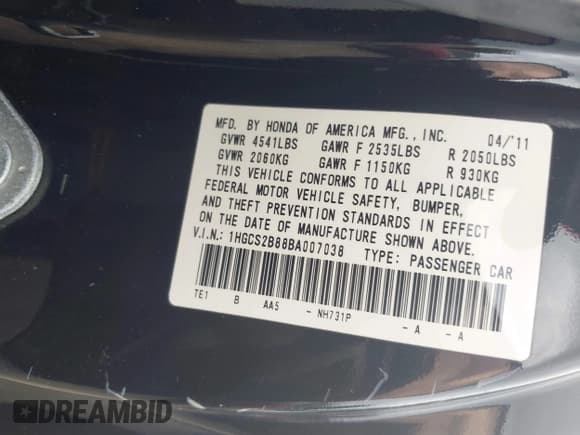 MFD. BY HONDA OF AMERICA MFG., INC. 04/'11
GVWR 4541LBS GAWR F 2535LBS R 2050LBS
GVWR 2060KG GAWR F 1150KG R 930KG
THIS VEHICLE CONFORMS TO ALL APPLICABLE
FEDERAL MOTOR VEHICLE SAFETY, BUMPER,
AND THEFT PREVENTION STANDARDS IN EFFECT
ON THE DATE OF MANUFACTURE SHOWN ABOVE.
V.I.N.: 1HGCS2B88BA007038 TYPE: PASSENGER CAR
TE1 B AA5 - NH731P - A - A
DREAMBID